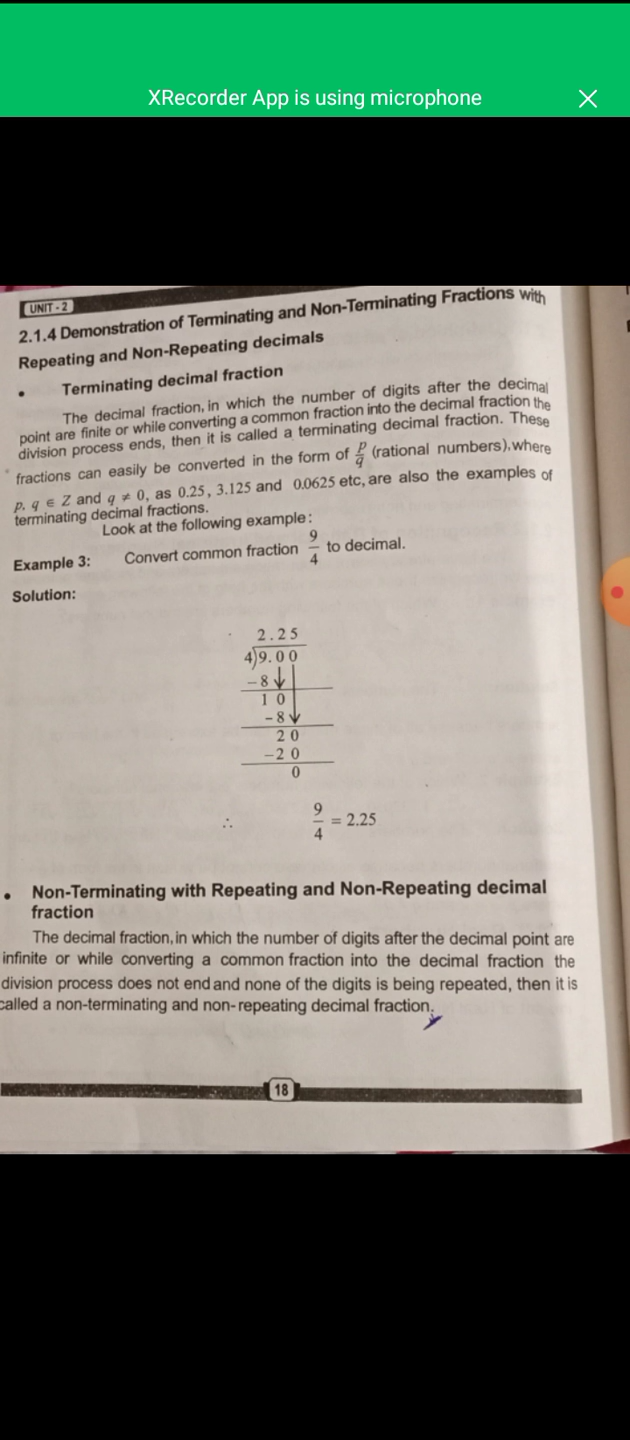 XRecorder App is using microphone
UNIT - 2
2.1.4 Demonstration of Terminating and Non-Terminating Fractions with
Repeating and Non-Repeating decimals
• Terminating decimal fraction
The decimal fraction, in which the number of digits after the decimal
point are finite or while converting a common fraction into the decimal fraction the
division process ends, then it is called a terminating decimal fraction. These
fractions can easily be converted in the form of p/q (rational numbers), where
p, q ∈ Z and q ≠ 0, as 0.25, 3.125 and 0.0625 etc, are also the examples of
terminating decimal fractions.
Look at the following example:
Example 3: Convert common fraction 9/4 to decimal.
Solution:
2.25
4)9.00
-8
10
-8
20
-20
0
∴ 9/4 = 2.25
• Non-Terminating with Repeating and Non-Repeating decimal
fraction
The decimal fraction, in which the number of digits after the decimal point are
infinite or while converting a common fraction into the decimal fraction the
division process does not end and none of the digits is being repeated, then it is
called a non-terminating and non-repeating decimal fraction.
18